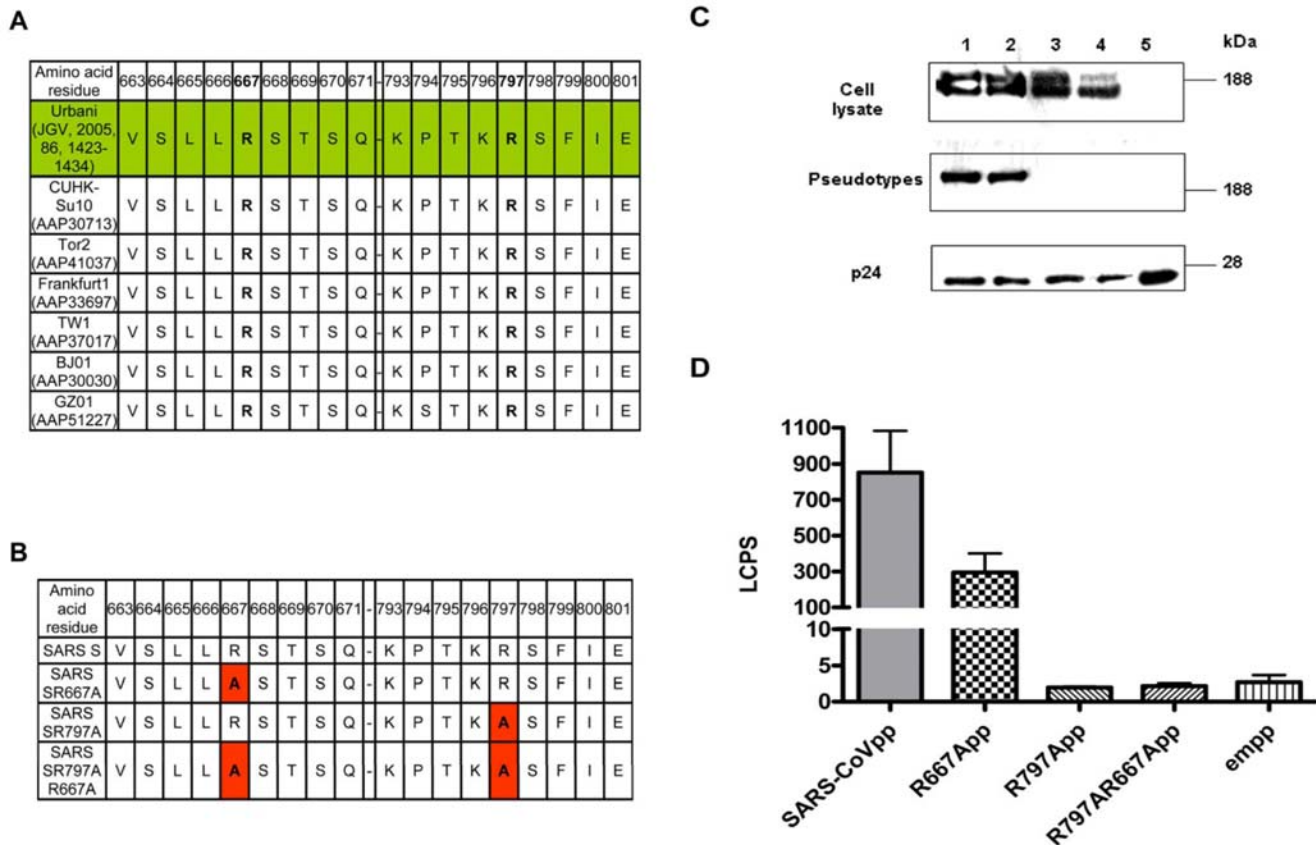 A
Amino acid residue 663 664 665 666 667 668 669 670 671 - 793 794 795 796 797 798 799 800 801
Urbani (JGV, 2005, 86, 1423-1434) V S L L R S T S Q - K P T K R S F I E
CUHK-Su10 (AAP30713) V S L L R S T S Q - K P T K R S F I E
Tor2 (AAP41037) V S L L R S T S Q - K P T K R S F I E
Frankfurt1 (AAP33697) V S L L R S T S Q - K P T K R S F I E
TW1 (AAP37017) V S L L R S T S Q - K P T K R S F I E
BJ01 (AAP30030) V S L L R S T S Q - K P T K R S F I E
GZ01 (AAP51227) V S L L R S T S Q - K S T K R S F I E
B
Amino acid residue 663 664 665 666 667 668 669 670 671 - 793 794 795 796 797 798 799 800 801
SARS S V S L L R S T S Q - K P T K R S F I E
SARS SR667A V S L L A S T S Q - K P T K R S F I E
SARS SR797A V S L L R S T S Q - K P T K A S F I E
SARS SR797A R667A V S L L A S T S Q - K P T K A S F I E
C
1 2 3 4 5 kDa
Cell lysate 188
Pseudotypes 188
p24 28
D
LCPS
1100
900
700
500
300
100
10
5
0
SARS-CoVpp
R667App
R797App
R797AR667App
empp